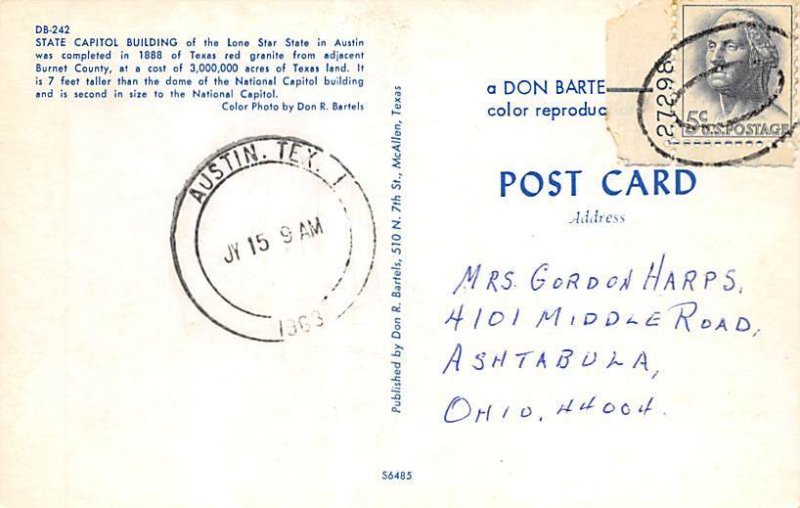 DB-242
STATE CAPITOL BUILDING of the Lone Star State in Austin
was completed in 1888 of Texas red granite from adjacent
Burnet County, at a cost of 3,000,000 acres of Texas land. It
is 7 feet taller than the dome of the National Capitol building
and is second in size to the National Capitol.
Color Photo by Don R. Bartels
AUSTIN, TEX. 1
JY 15 9 AM
1963
Published by Don R. Bartels, 510 N. 7th St., McAllen, Texas
S6485
a DON BARTE
color reproduc
27298
5c U.S. POSTAGE
POST CARD
Address
MRS. GORDON HARPS,
4101 MIDDLE ROAD,
ASHTABULA,
OHIO, 44004.